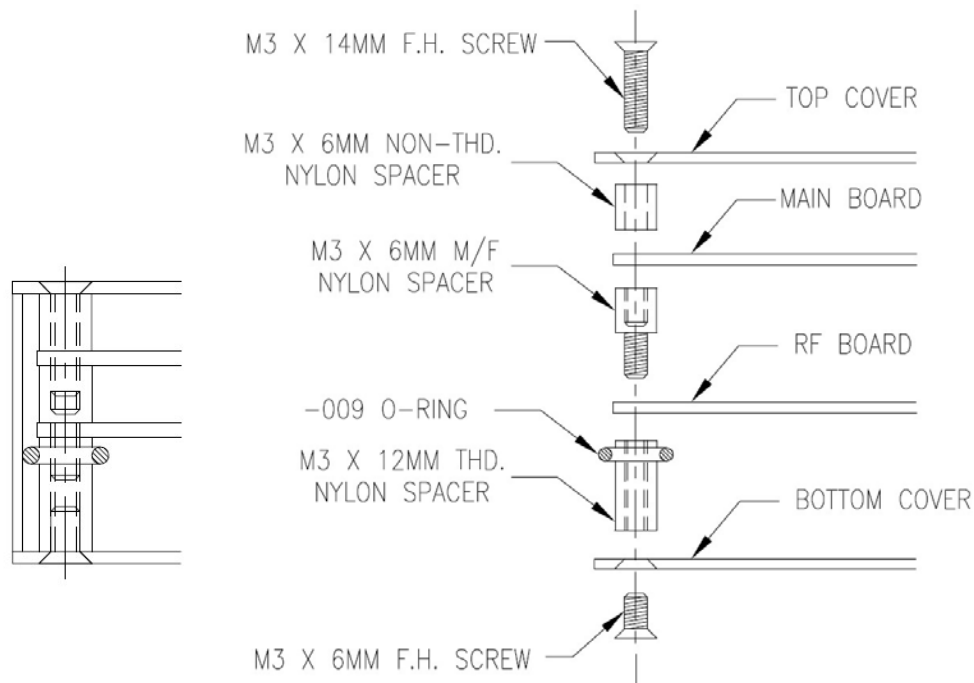 M3 X 14MM F.H. SCREW
TOP COVER
M3 X 6MM NON-THD.
NYLON SPACER
MAIN BOARD
M3 X 6MM M/F
NYLON SPACER
RF BOARD
-009 O-RING
M3 X 12MM THD.
NYLON SPACER
BOTTOM COVER
M3 X 6MM F.H. SCREW